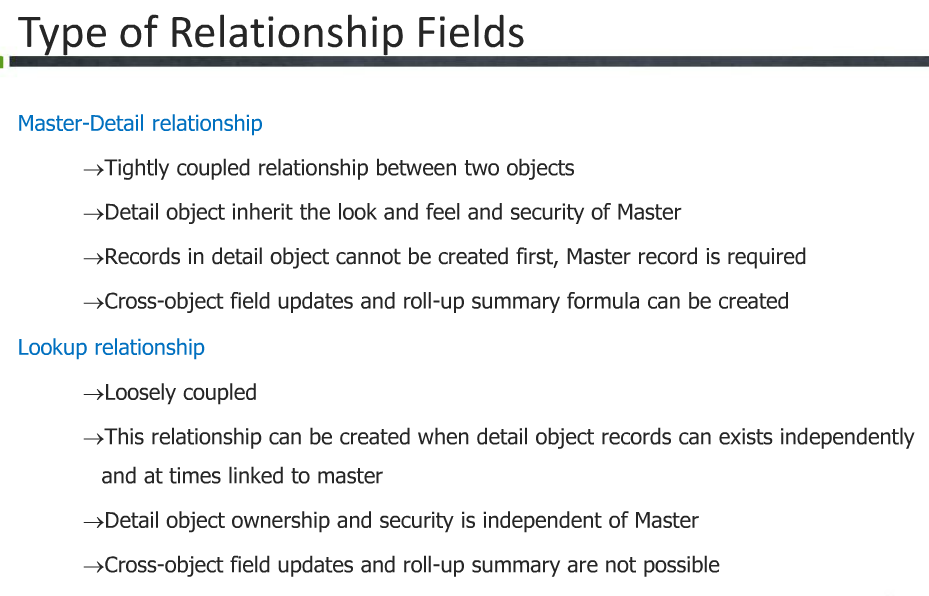 Type of Relationship Fields
Master-Detail relationship
→Tightly coupled relationship between two objects
→Detail object inherit the look and feel and security of Master
→Records in detail object cannot be created first, Master record is required
→Cross-object field updates and roll-up summary formula can be created
Lookup relationship
→Loosely coupled
→This relationship can be created when detail object records can exists independently
and at times linked to master
→Detail object ownership and security is independent of Master
→Cross-object field updates and roll-up summary are not possible